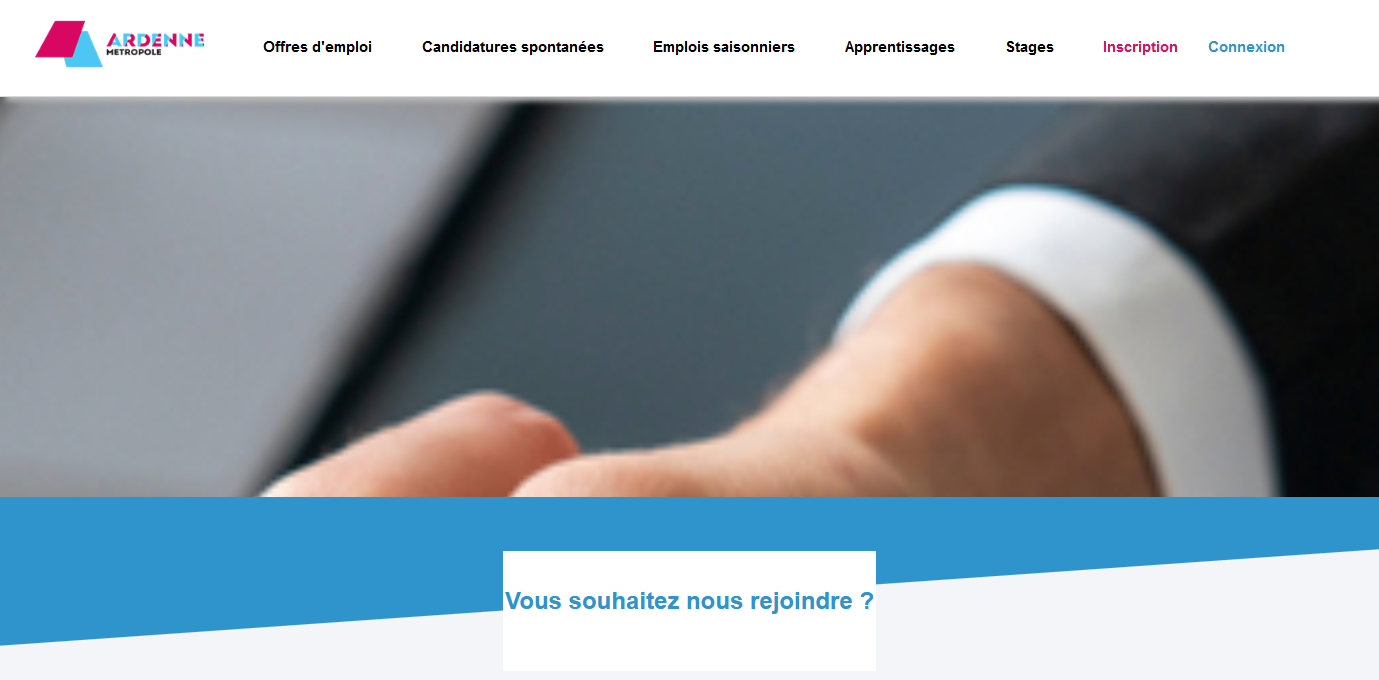 ARDENNE
METROPOLE
Offres d'emploi Candidatures spontanées Emplois saisonniers Apprentissages Stages Inscription Connexion
Vous souhaitez nous rejoindre ?